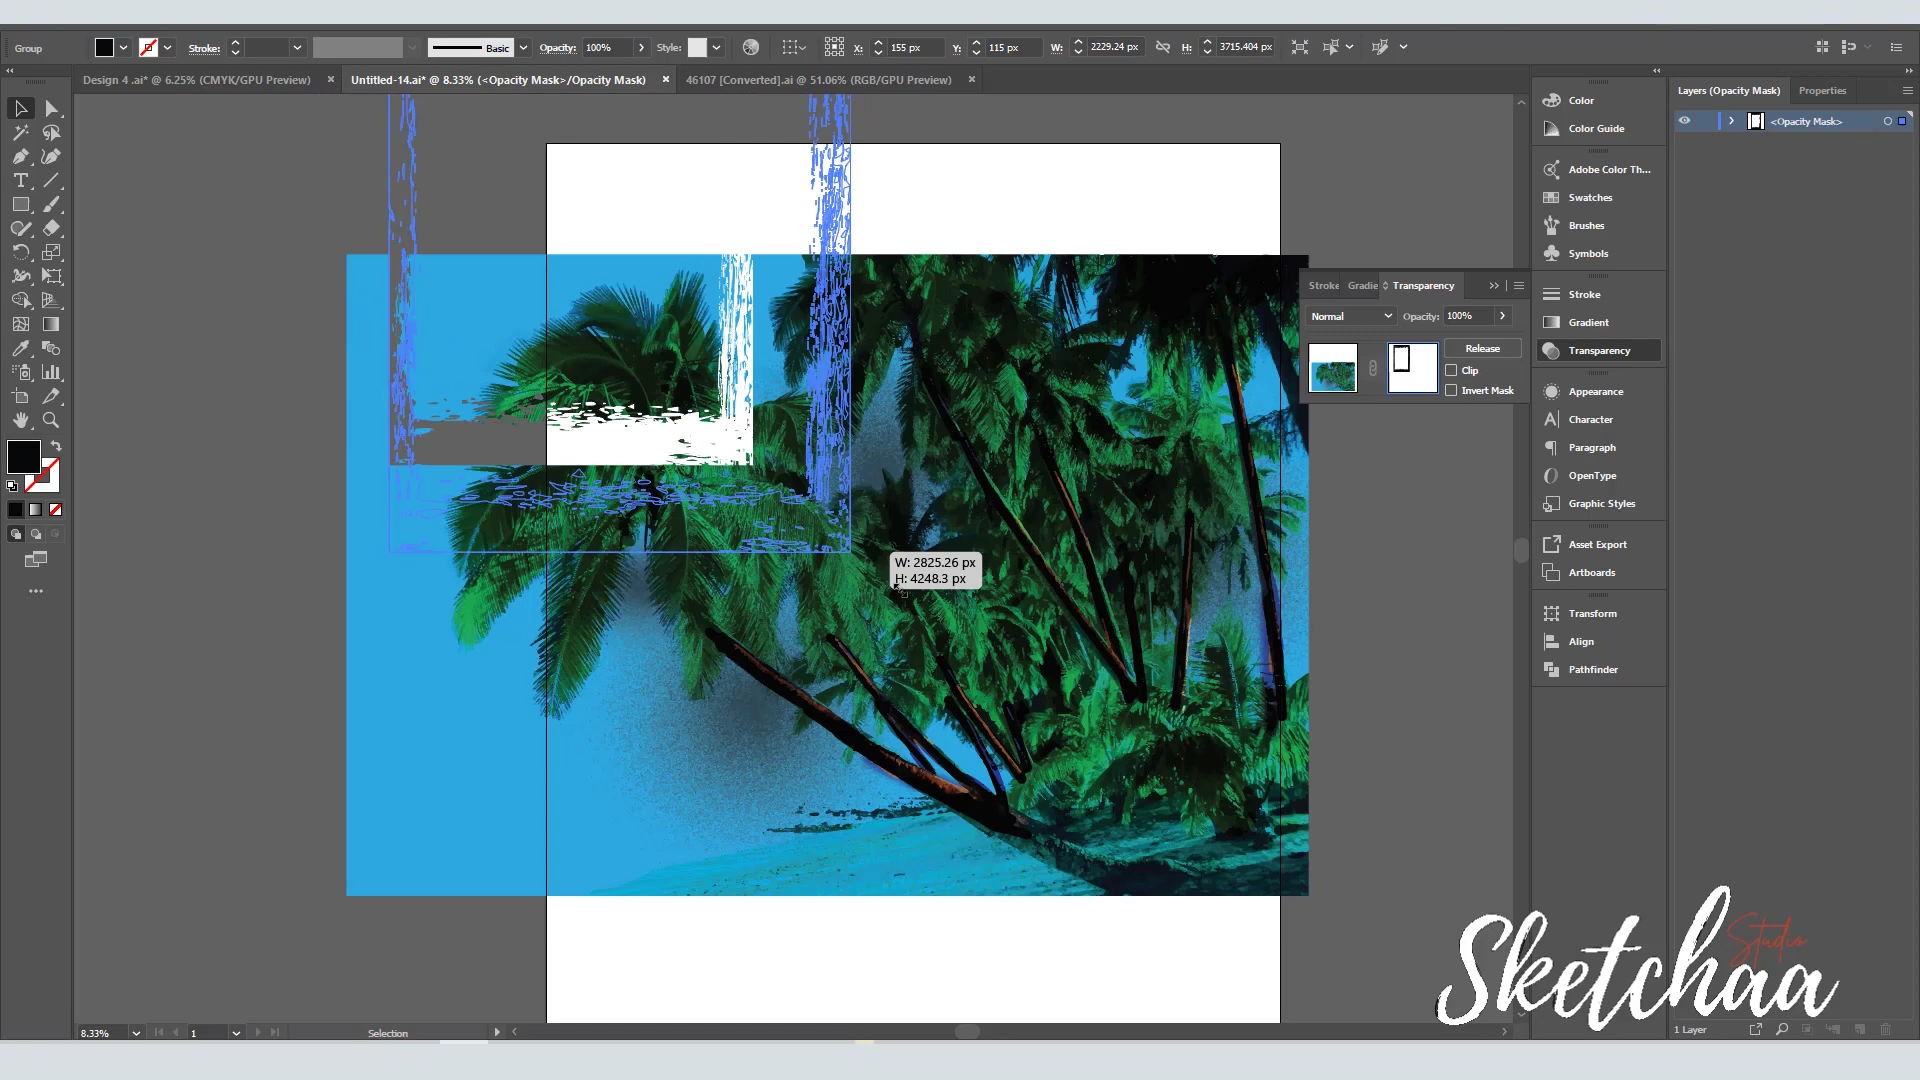 Group
Stroke:
Basic
Opacity: 100%
Style:
X: 155 px
Y: 115 px
W: 2229.24 px
H: 3715.404 px
Design 4 .ai* @ 6.25% (CMYK/GPU Preview)
Untitled-14.ai* @ 8.33% (<Opacity Mask>/Opacity Mask)
46107 [Converted].ai @ 51.06% (RGB/GPU Preview)
W: 2825.26 px
H: 4248.3 px
Stroke
Gradie
Transparency
Normal
Opacity: 100%
Release
Clip
Invert Mask
Color
Color Guide
Adobe Color Th...
Swatches
Brushes
Symbols
Stroke
Gradient
Transparency
Appearance
Character
Paragraph
OpenType
Graphic Styles
Asset Export
Artboards
Transform
Align
Pathfinder
Layers (Opacity Mask)
Properties
<Opacity Mask>
Sketchaa
Studio
1 Layer
8.33%
1
Selection